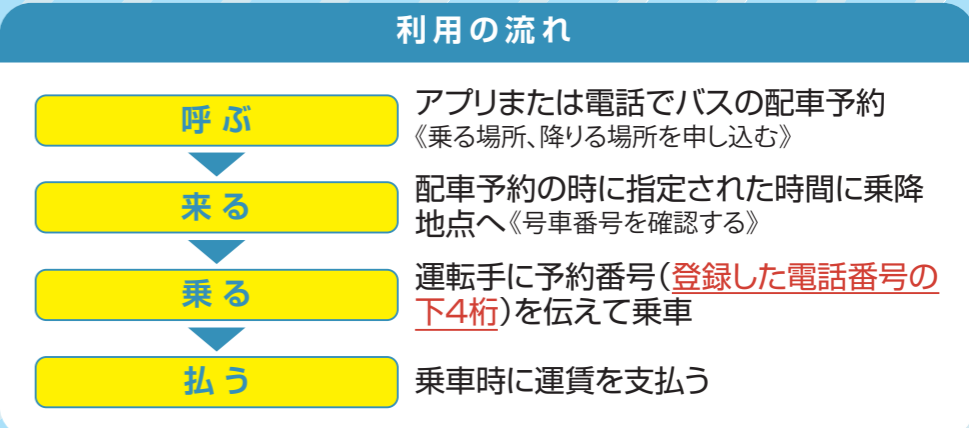 利用の流れ
呼ぶ
アプリまたは電話でバスの配車予約
《乗る場所、降りる場所を申し込む》
来る
配車予約の時に指定された時間に乗降
地点へ《号車番号を確認する》
乗る
運転手に予約番号(登録した電話番号の
下4桁)を伝えて乗車
払う
乗車時に運賃を支払う